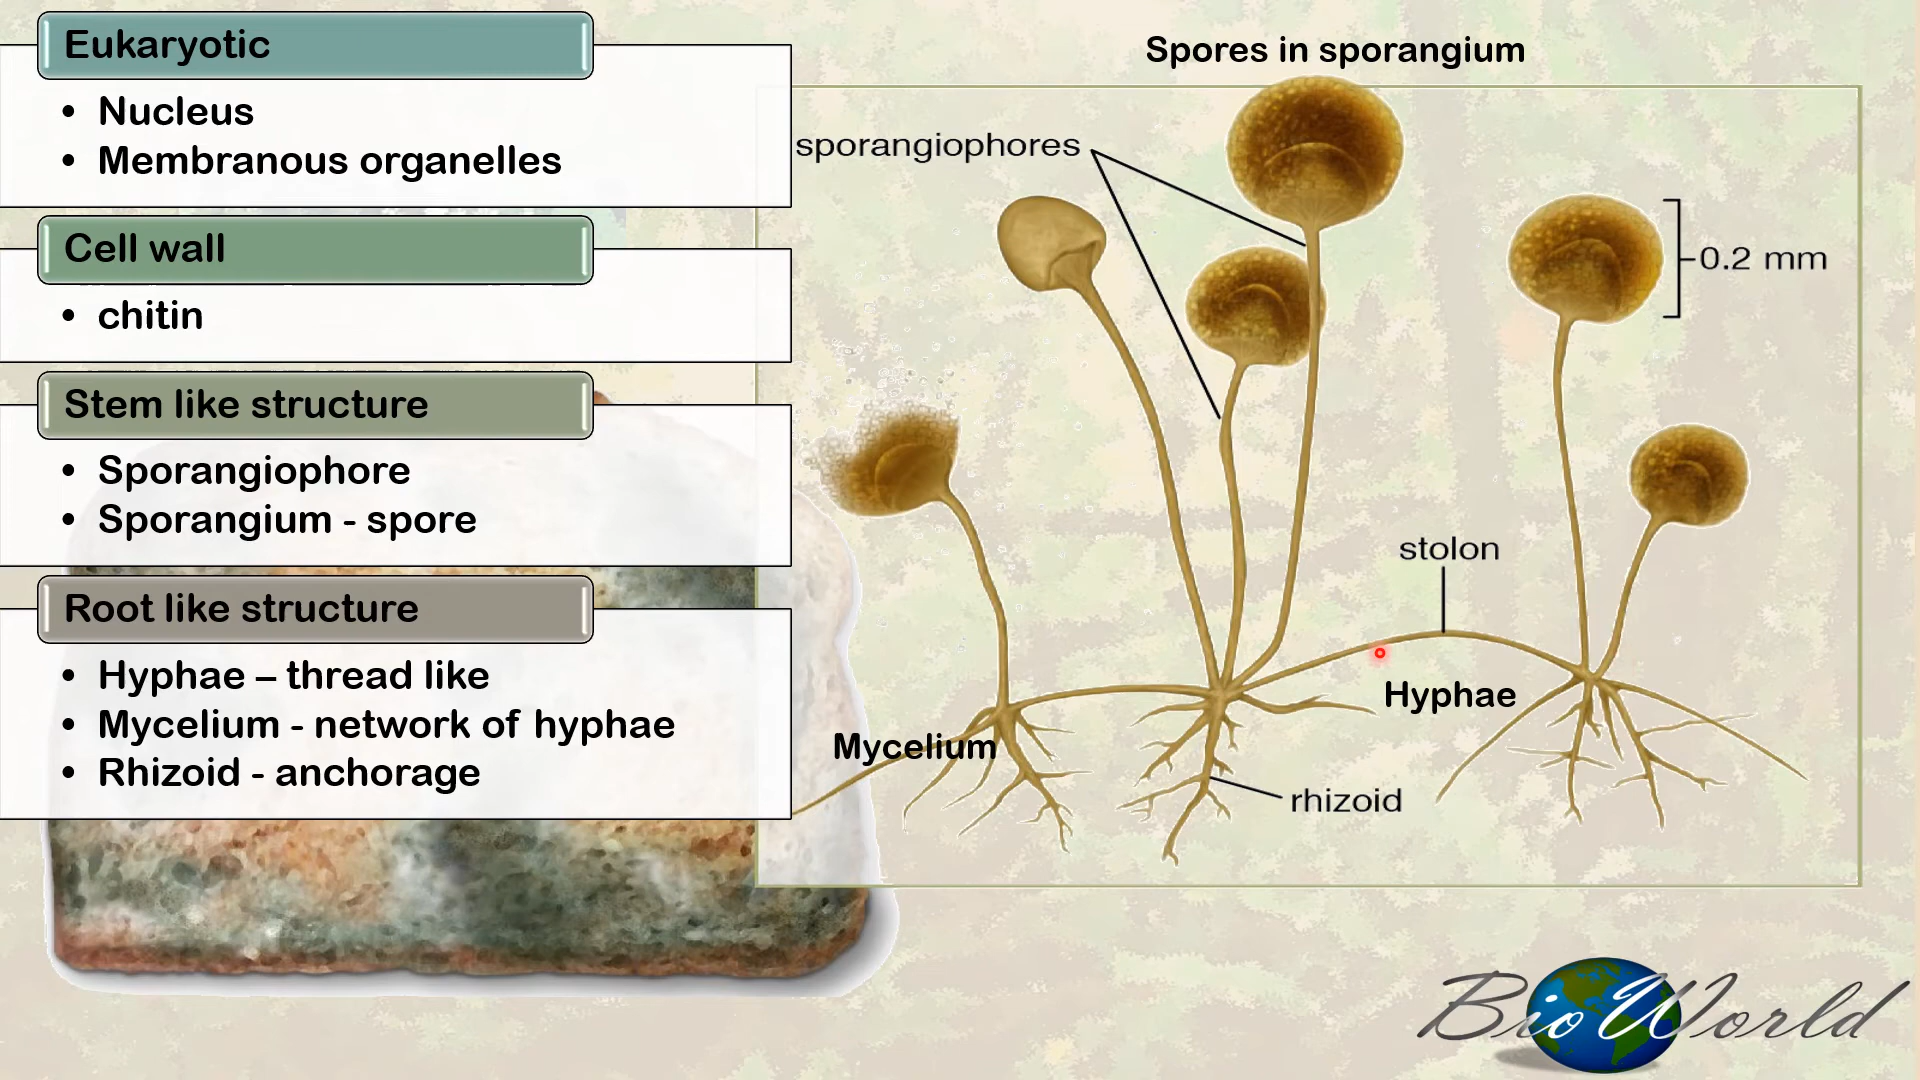 Eukaryotic
• Nucleus
• Membranous organelles
Cell wall
• chitin
Stem like structure
• Sporangiophore
• Sporangium - spore
Root like structure
• Hyphae – thread like
• Mycelium - network of hyphae
• Rhizoid - anchorage
Spores in sporangium
sporangiophores
0.2 mm
stolon
Hyphae
Mycelium
rhizoid
BioWorld